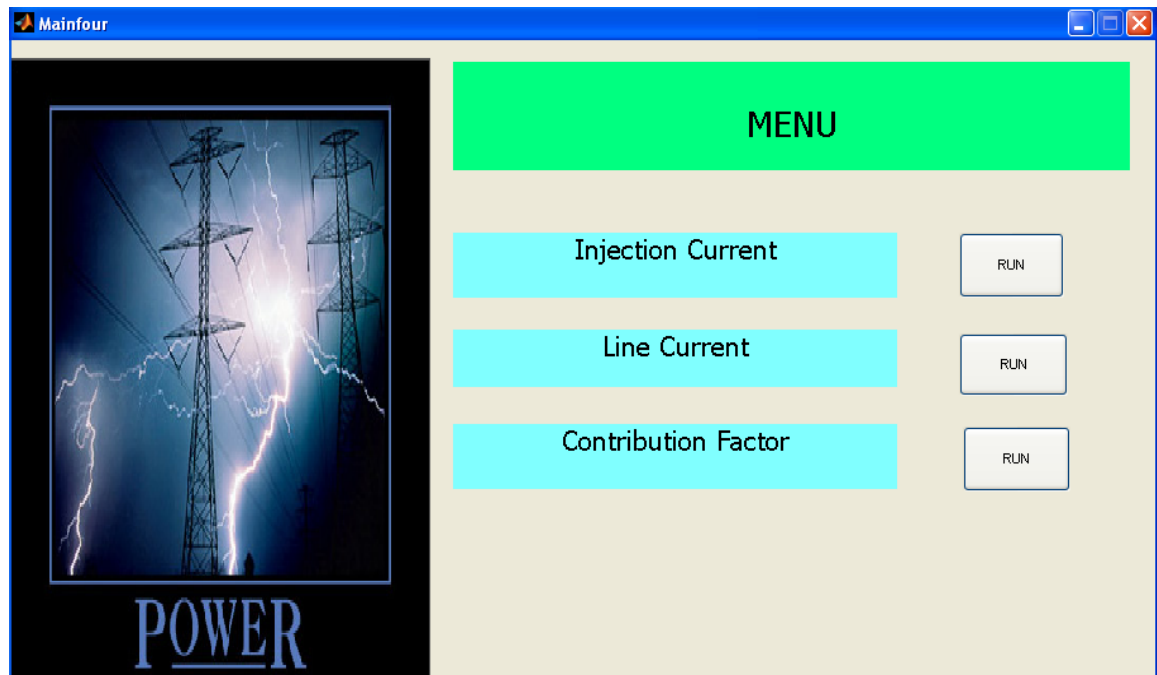 Mainfour
MENU
Injection Current
RUN
Line Current
RUN
Contribution Factor
RUN
POWER